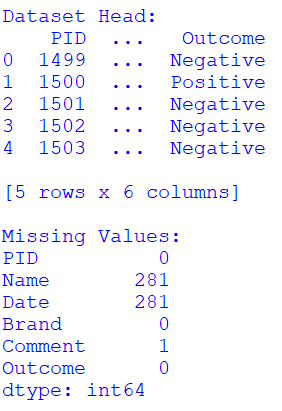 Dataset Head:
PID ... Outcome
0 1499 ... Negative
1 1500 ... Positive
2 1501 ... Negative
3 1502 ... Negative
4 1503 ... Negative
[5 rows x 6 columns]
Missing Values:
PID 0
Name 281
Date 281
Brand 0
Comment 1
Outcome 0
dtype: int64